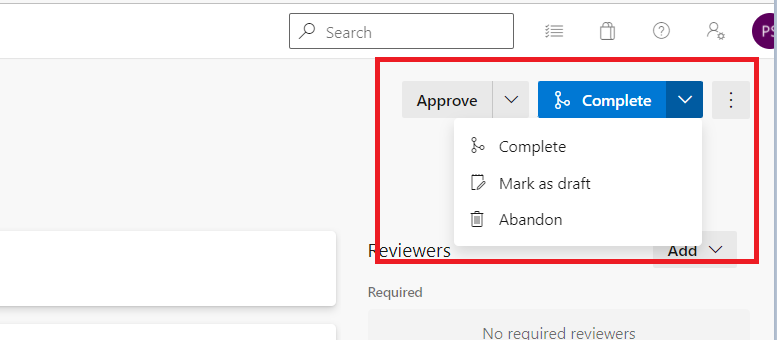 Search
PS
Approve
Complete
Complete
Mark as draft
Abandon
Reviewers
Add
Required
No required reviewers